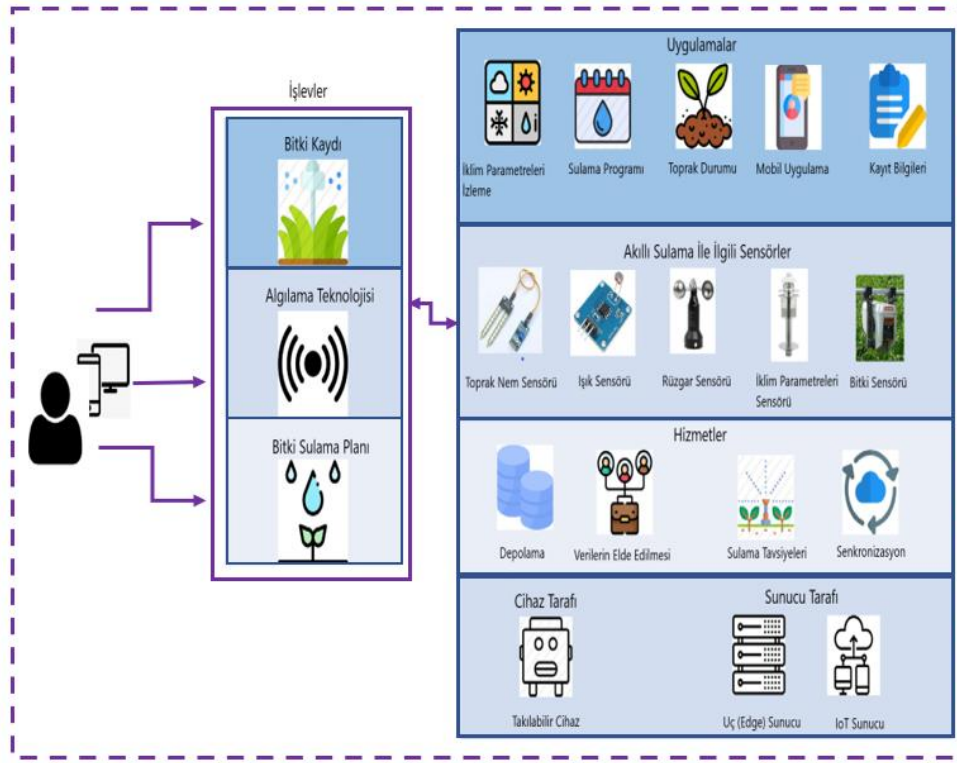 İşlevler
Bitki Kaydı
Algılama Teknolojisi
Bitki Sulama Planı
Uygulamalar
İklim Parametreleri
İzleme
Sulama Programı
Toprak Durumu
Mobil Uygulama
Kayıt Bilgileri
Akıllı Sulama İle İlgili Sensörler
Toprak Nem Sensörü
Işık Sensörü
Rüzgar Sensörü
İklim Parametreleri
Sensörü
Bitki Sensörü
Hizmetler
Depolama
Verilerin Elde Edilmesi
Sulama Tavsiyeleri
Senkronizasyon
Cihaz Tarafı
Takılabilir Cihaz
Sunucu Tarafı
Uç (Edge) Sunucu
IoT Sunucu